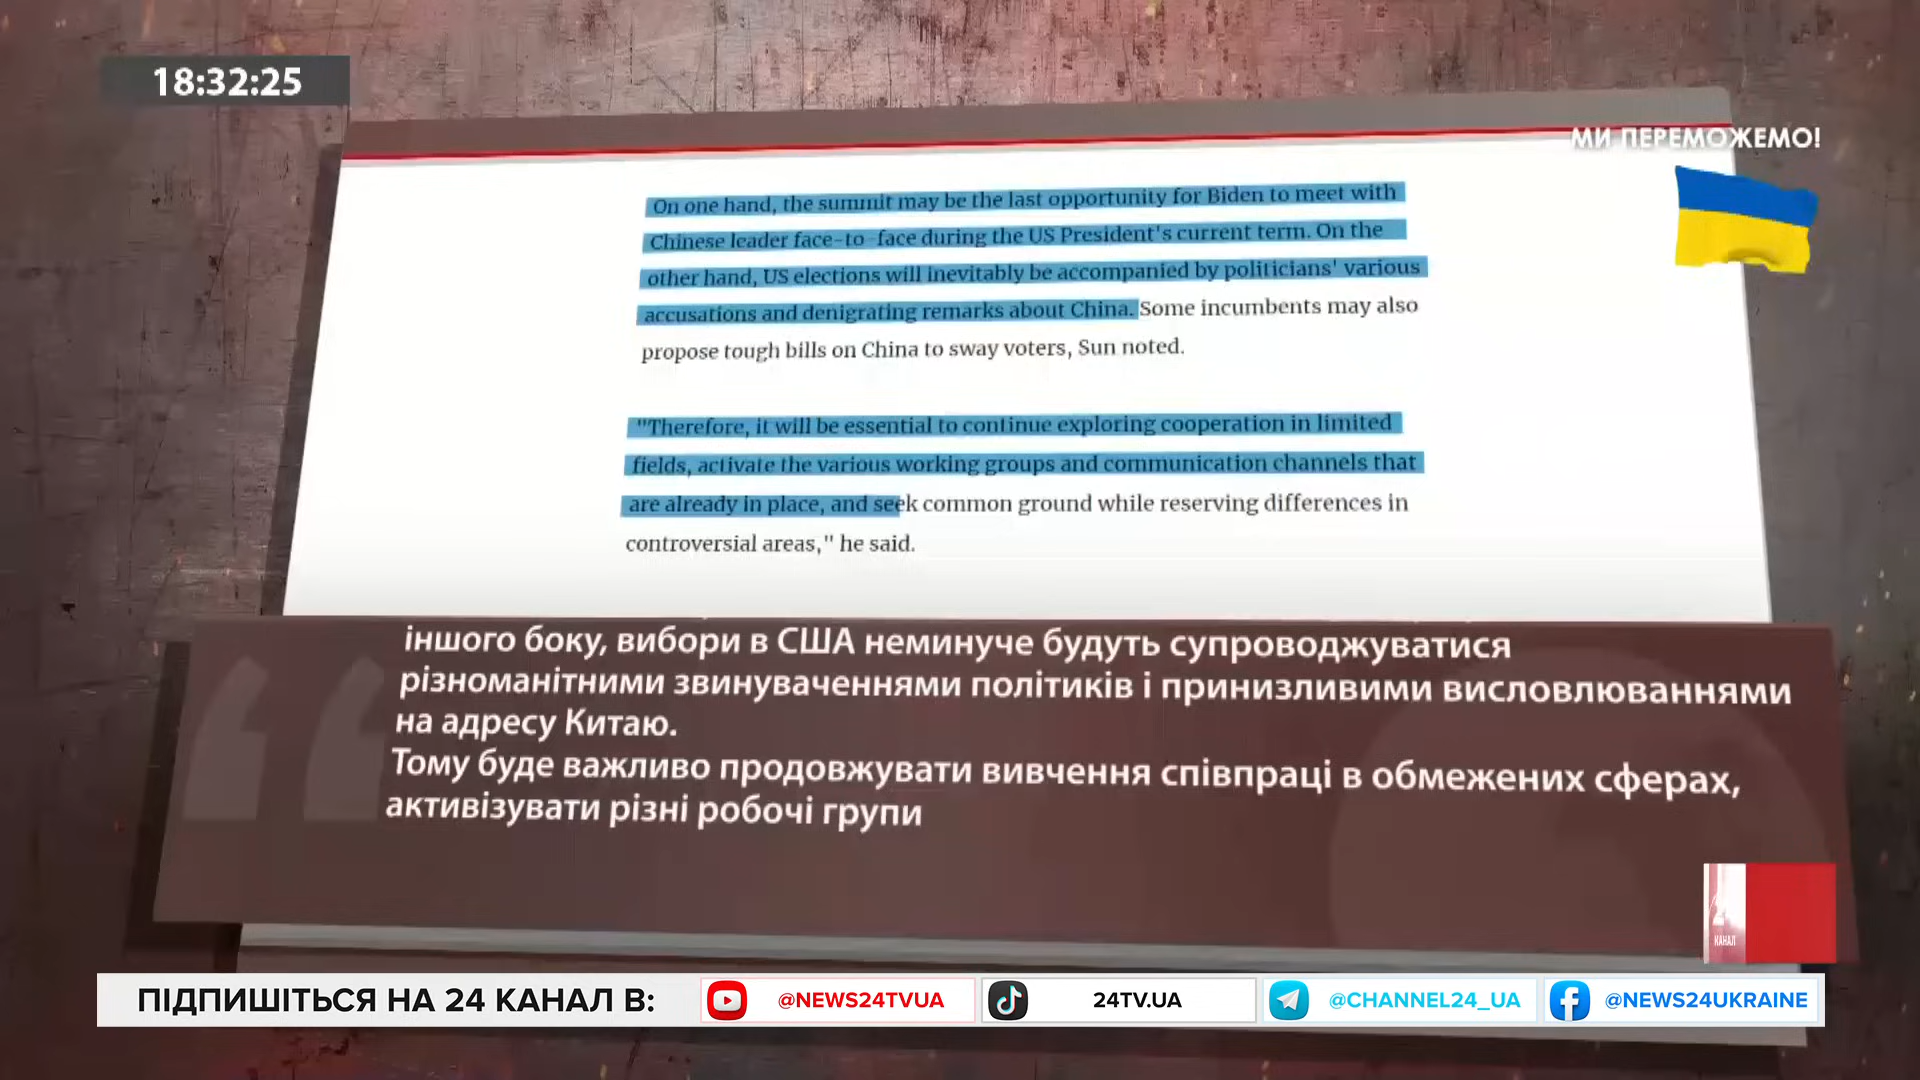 18:32:25
МИ ПЕРЕМОЖЕМО!
On one hand, the summit may be the last opportunity for Biden to meet with
Chinese leader face-to-face during the US President's current term. On the
other hand, US elections will inevitably be accompanied by politicians' various
accusations and denigrating remarks about China. Some incumbents may also
propose tough bills on China to sway voters, Sun noted.
"Therefore, it will be essential to continue exploring cooperation in limited
fields, activate the various working groups and communication channels that
are already in place, and seek common ground while reserving differences in
controversial areas," he said.
іншого боку, вибори в США неминуче будуть супроводжуватися
різноманітними звинуваченнями політиків і принизливими висловлюваннями
на адресу Китаю.
Тому буде важливо продовжувати вивчення співпраці в обмежених сферах,
активізувати різні робочі групи
КАНАЛ
ПІДПИШІТЬСЯ НА 24 КАНАЛ В:
@NEWS24TVUA
24TV.UA
@CHANNEL24_UA
@NEWS24UKRAINE